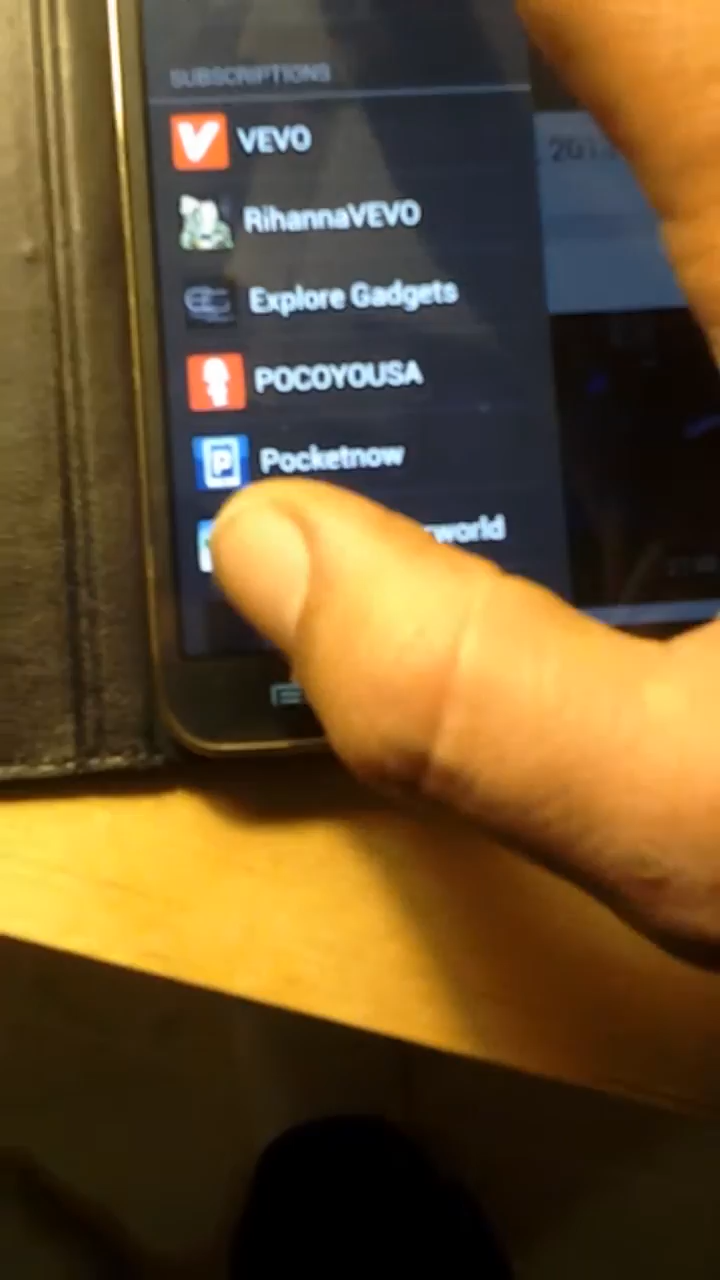 SUBSCRIPTIONS
VEVO
RihannaVEVO
Explore Gadgets
POCOYOUSA
Pocketnow